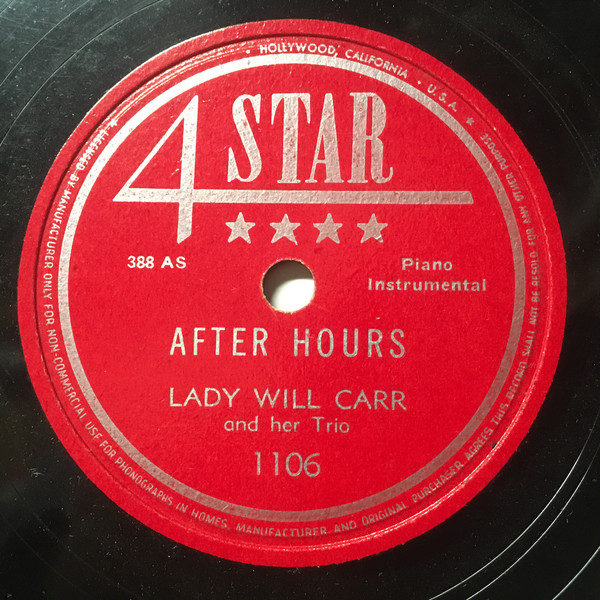 ★ HOLLYWOOD, CALIFORNIA • U.S.A. ★
4 STAR
★★★★
388 AS
Piano
Instrumental
AFTER HOURS
LADY WILL CARR
and her Trio
1106
LICENSED BY MANUFACTURER ONLY FOR NON-COMMERCIAL USE FOR PHONOGRAPHS IN HOMES. MANUFACTURER AND ORIGINAL PURCHASER AGREES THIS RECORD SHALL NOT BE RESOLD FOR ANY OTHER PURPOSE